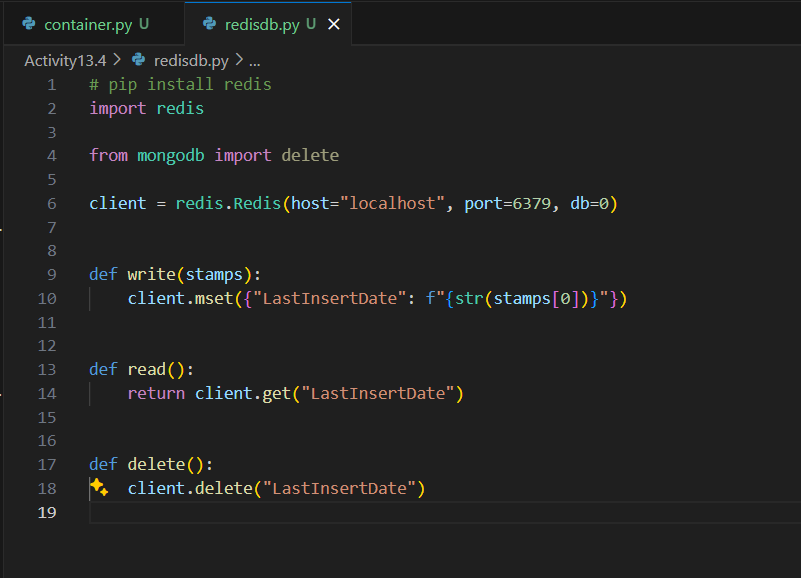 container.py U
redisdb.py U
Activity13.4 > redisdb.py > ...
1 # pip install redis
2 import redis
3
4 from mongodb import delete
5
6 client = redis.Redis(host="localhost", port=6379, db=0)
7
8
9 def write(stamps):
10     client.mset({"LastInsertDate": f"{str(stamps[0])}"})
11
12
13 def read():
14     return client.get("LastInsertDate")
15
16
17 def delete():
18     client.delete("LastInsertDate")
19